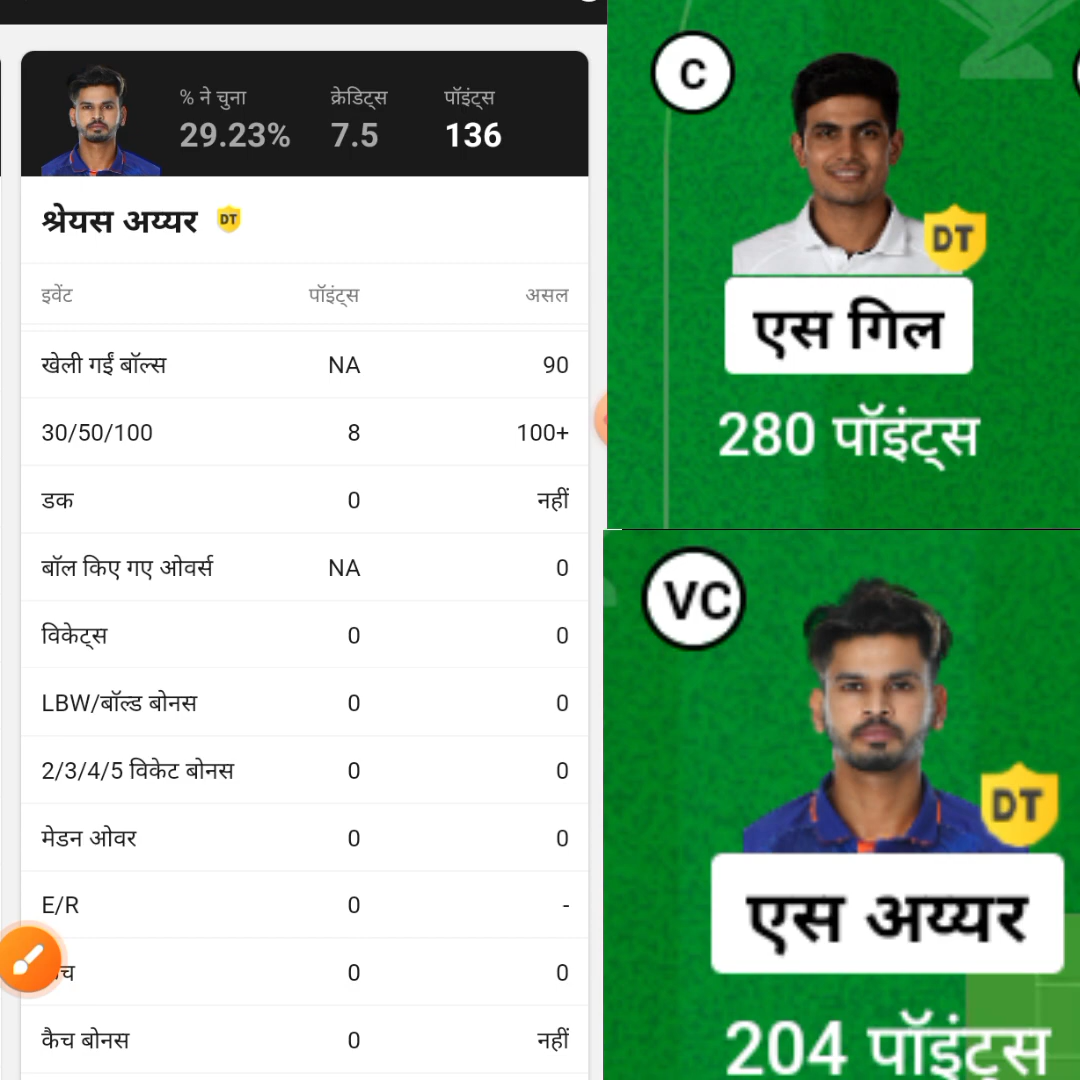 % ने चुना क्रेडिट्स पॉइंट्स
29.23% 7.5 136
श्रेयस अय्यर DT
इवेंट पॉइंट्स असल
खेली गईं बॉल्स NA 90
30/50/100 8 100+
डक 0 नहीं
बॉल किए गए ओवर्स NA 0
विकेट्स 0 0
LBW/बॉल्ड बोनस 0 0
2/3/4/5 विकेट बोनस 0 0
मेडन ओवर 0 0
E/R 0 -
0 0
कैच बोनस 0 नहीं
C
DT
एस गिल
280 पॉइंट्स
VC
DT
एस अय्यर
204 पॉइंट्स